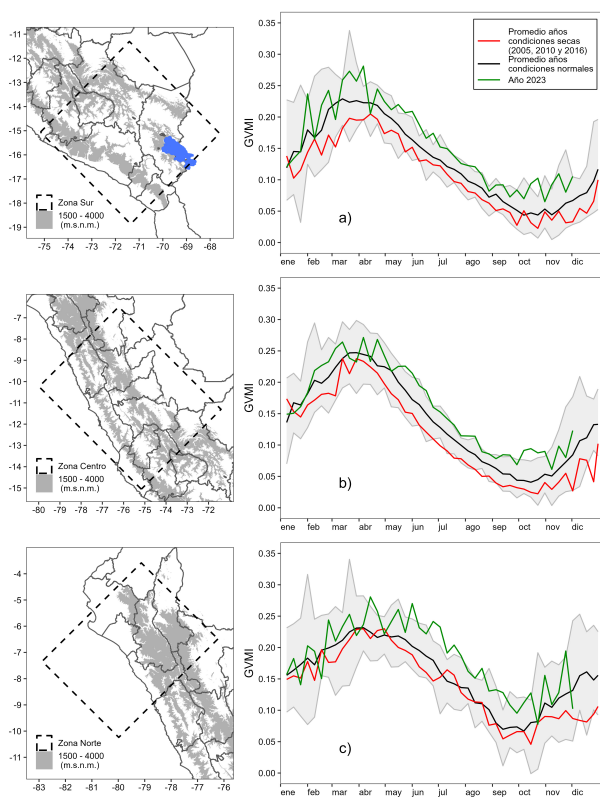 -11
-12
-13
-14
-15
-16
-17
-18
-19
Zona Sur
1500 - 4000
(m.s.n.m.)
-75 -74 -73 -72 -71 -70 -69 -68 -67
GVMI
0.35
0.30
0.25
0.20
0.15
0.10
0.05
0.00
Promedio años
condiciones secas
(2005, 2010 y 2016)
Promedio años
condiciones normales
Año 2023
a)
ene feb mar abr may jun jul ago sep oct nov dic
-7
-8
-9
-10
-11
-12
-13
-14
-15
Zona Centro
1500 - 4000
(m.s.n.m.)
-80 -79 -78 -77 -76 -75 -74 -73 -72
GVMI
0.35
0.30
0.25
0.20
0.15
0.10
0.05
0.00
b)
ene feb mar abr may jun jul ago sep oct nov dic
-4
-5
-6
-7
-8
-9
-10
-11
Zona Norte
1500 - 4000
(m.s.n.m.)
-83 -82 -81 -80 -79 -78 -77 -76
GVMI
0.35
0.30
0.25
0.20
0.15
0.10
0.05
0.00
c)
ene feb mar abr may jun jul ago sep oct nov dic